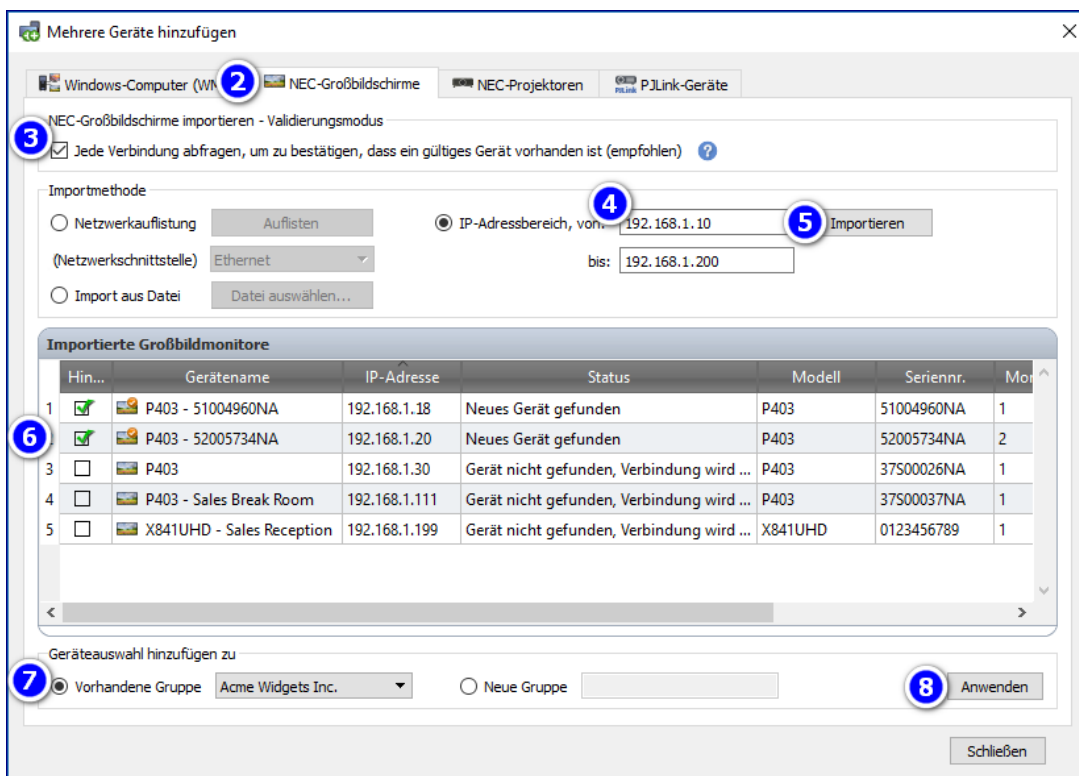 Mehrere Geräte hinzufügen
Windows-Computer (WM 2 NEC-Großbildschirme NEC-Projektoren PJLink PJLink-Geräte
NEC-Großbildschirme importieren - Validierungsmodus
3 Jede Verbindung abfragen, um zu bestätigen, dass ein gültiges Gerät vorhanden ist (empfohlen) ?
Importmethode
4
Netzwerkauflistung Auflisten IP-Adressbereich, von: 192.168.1.10 5 Importieren
(Netzwerkschnittstelle) Ethernet bis: 192.168.1.200
Import aus Datei Datei auswählen...
Importierte Großbildmonitore
Hin... Gerätename IP-Adresse Status Modell Seriennr. Mor
1 P403 - 51004960NA 192.168.1.18 Neues Gerät gefunden P403 51004960NA 1
6 P403 - 52005734NA 192.168.1.20 Neues Gerät gefunden P403 52005734NA 2
3 P403 192.168.1.30 Gerät nicht gefunden, Verbindung wird ... P403 37S00026NA 1
4 P403 - Sales Break Room 192.168.1.111 Gerät nicht gefunden, Verbindung wird ... P403 37S00037NA 1
5 X841UHD - Sales Reception 192.168.1.199 Gerät nicht gefunden, Verbindung wird ... X841UHD 0123456789 1
Geräteauswahl hinzufügen zu
7 Vorhandene Gruppe Acme Widgets Inc. Neue Gruppe 8 Anwenden
Schließen